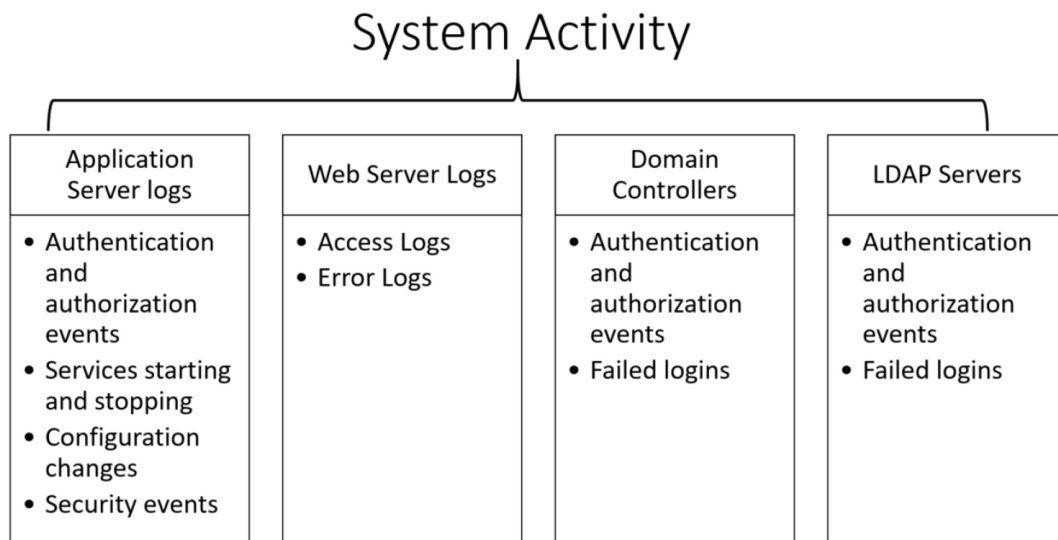 System Activity
Application
Server logs
• Authentication
and
authorization
events
• Services starting
and stopping
• Configuration
changes
• Security events
Web Server Logs
• Access Logs
• Error Logs
Domain
Controllers
• Authentication
and
authorization
events
• Failed logins
LDAP Servers
• Authentication
and
authorization
events
• Failed logins